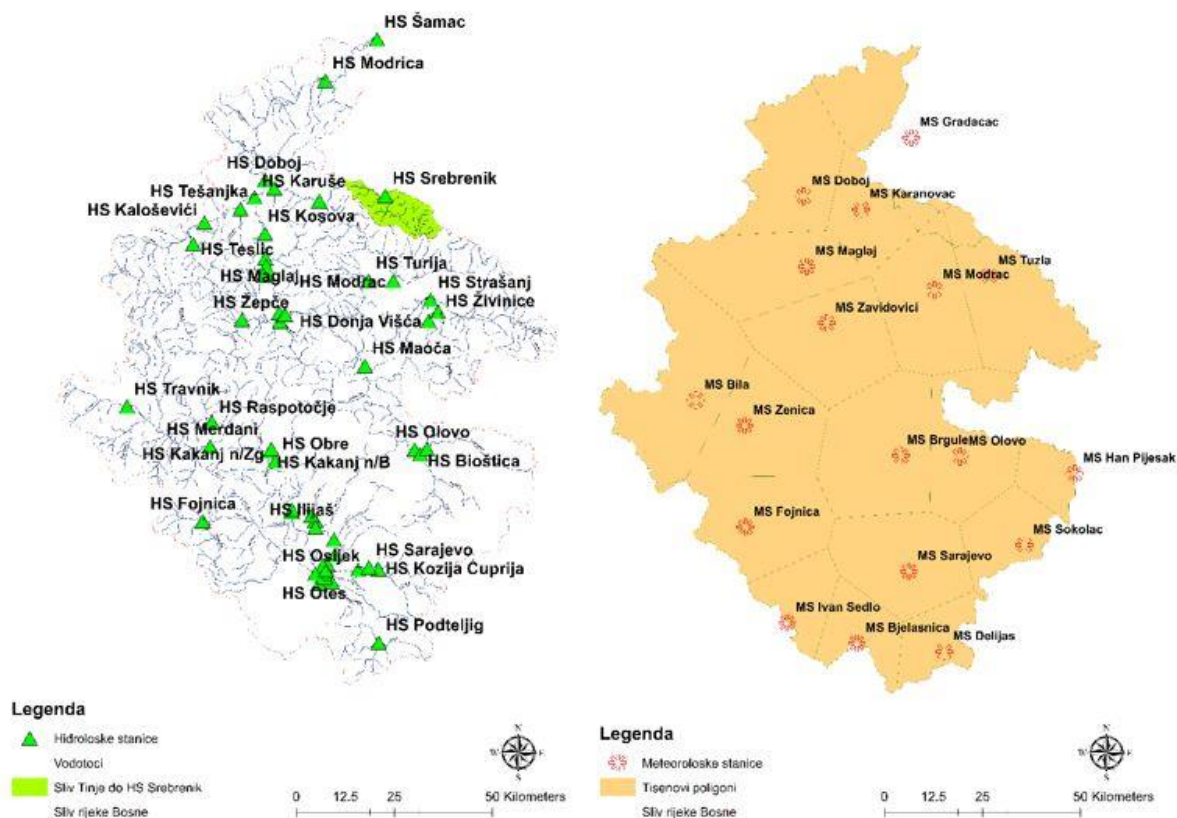 HS Šamac
HS Modrica
HS Doboj
HS Karuše
HS Srebrenik
HS Tešanjka
HS Kaloševići
HS Kosova
HS Teslic
HS Turija
HS Maglaj
HS Modrac
HS Strašanj
HS Živinice
HS Žepče
HS Donja Višća
HS Maoča
HS Travnik
HS Raspotočje
HS Merdani
HS Obre
HS Olovo
HS Kakanj n/Zg
HS Kakanj n/B
HS Bioštica
HS Fojnica
HS Ilijaš
HS Sarajevo
HS Osijek
HS Kozija Ćuprija
HS Otes
HS Podteljig
Legenda
Hidroloske stanice
Vodotoci
Sliv Tinje do HS Srebrenik
Sliv rijeke Bosne
N
W E
S
0 12.5 25 50 Kilometers
MS Gradacac
MS Doboj
MS Karanovac
MS Maglaj
MS Tuzla
MS Modrac
MS Zavidovici
MS Bila
MS Zenica
MS Brgule
MS Olovo
MS Han Pijesak
MS Fojnica
MS Sokolac
MS Sarajevo
MS Ivan Sedlo
MS Bjelasnica
MS Delijas
Legenda
Meteoroloske stanice
Tisenovi poligoni
Sliv rijeke Bosne
N
W E
S
0 12.5 25 50 Kilometers